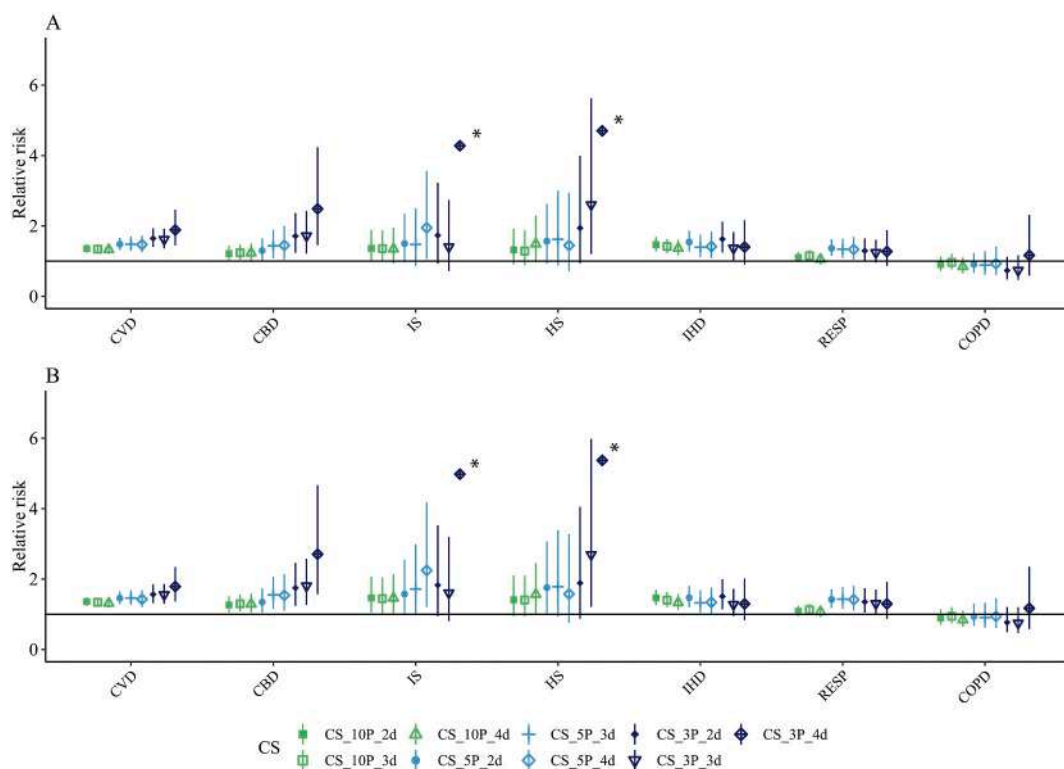 A
Relative risk
6
4
2
0
*
*
CVD
CBD
IS
HS
IHD
RESP
COPD
B
Relative risk
6
4
2
0
*
*
CVD
CBD
IS
HS
IHD
RESP
COPD
CS
CS_10P_2d CS_10P_4d CS_5P_3d CS_3P_2d CS_3P_4d
CS_10P_3d CS_5P_2d CS_5P_4d CS_3P_3d